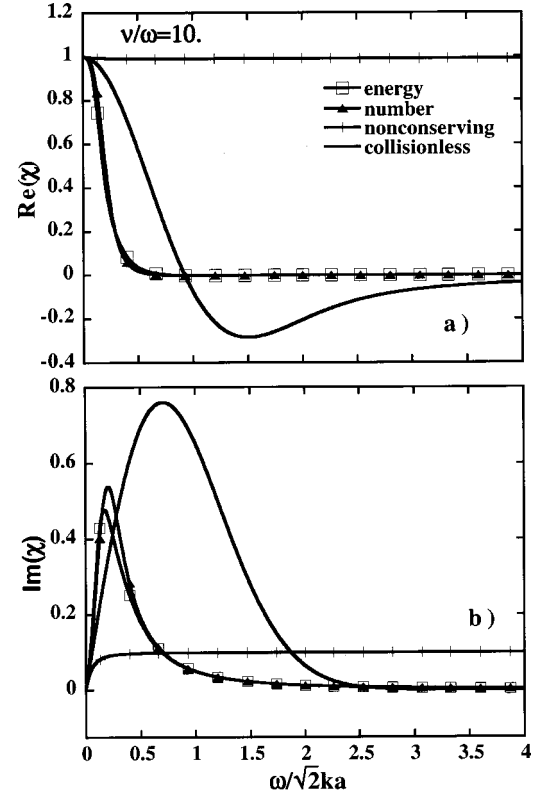 ν/ω=10.
1.2
1
0.8
0.6
0.4
0.2
0
-0.2
-0.4
Re(χ)
energy
number
nonconserving
collisionless
a )
0.8
0.6
0.4
0.2
0
Im(χ)
b )
0 0.5 1 1.5 2 2.5 3 3.5 4
ω/√2ka